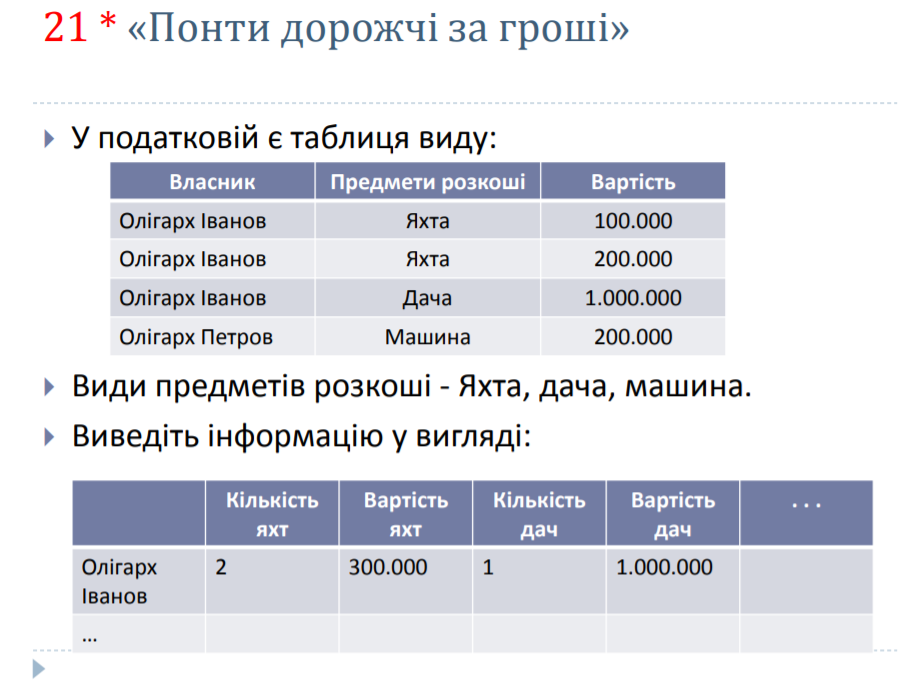 21 * «Понти дорожчі за гроші»
У податковій є таблиця виду:
Власник Предмети розкоші Вартість
Олігарх Іванов Яхта 100.000
Олігарх Іванов Яхта 200.000
Олігарх Іванов Дача 1.000.000
Олігарх Петров Машина 200.000
Види предметів розкоші - Яхта, дача, машина.
Виведіть інформацію у вигляді:
Кількість яхт Вартість яхт Кількість дач Вартість дач ...
Олігарх Іванов 2 300.000 1 1.000.000
...